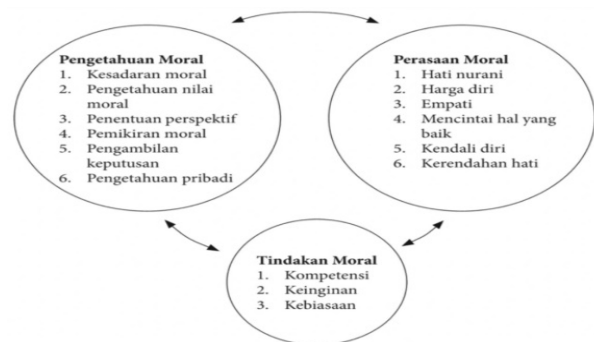 Pengetahuan Moral
1. Kesadaran moral
2. Pengetahuan nilai
moral
3. Penentuan perspektif
4. Pemikiran moral
5. Pengambilan
keputusan
6. Pengetahuan pribadi
Perasaan Moral
1. Hati nurani
2. Harga diri
3. Empati
4. Mencintai hal yang
baik
5. Kendali diri
6. Kerendahan hati
Tindakan Moral
1. Kompetensi
2. Keinginan
3. Kebiasaan